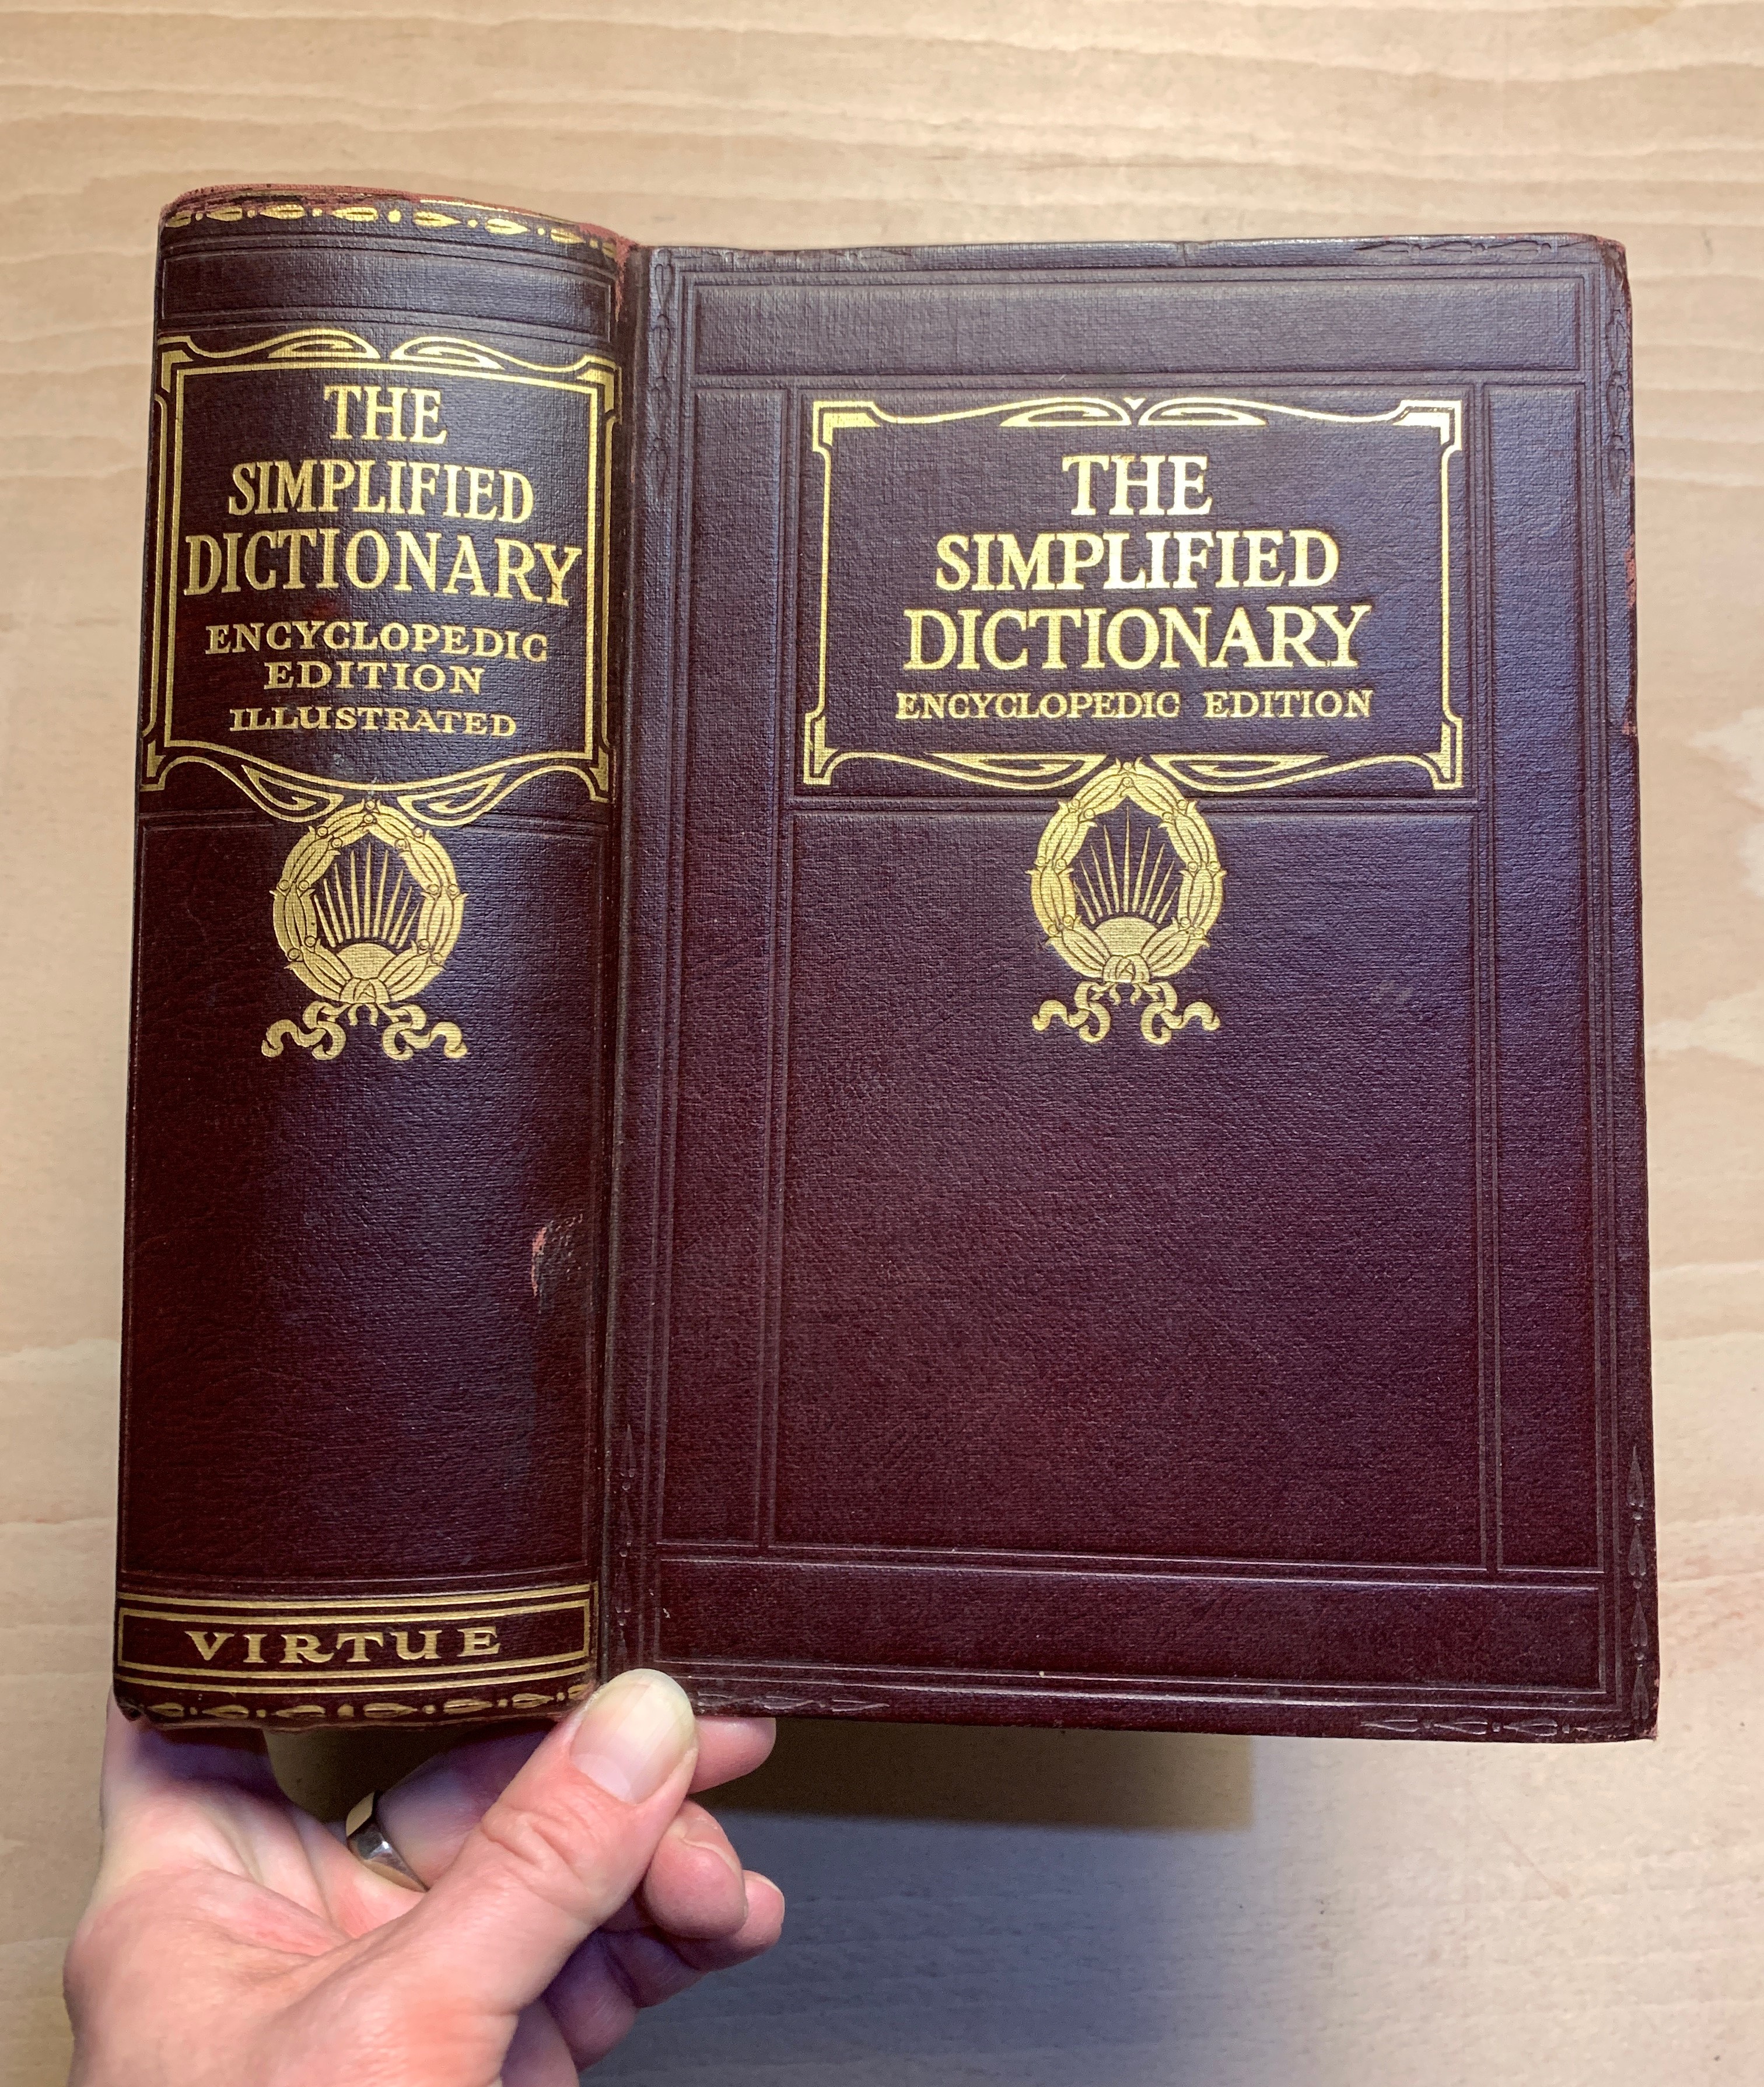 THE
SIMPLIFIED
DICTIONARY
ENCYCLOPEDIC
EDITION
ILLUSTRATED
VIRTUE
THE
SIMPLIFIED
DICTIONARY
ENCYCLOPEDIC EDITION